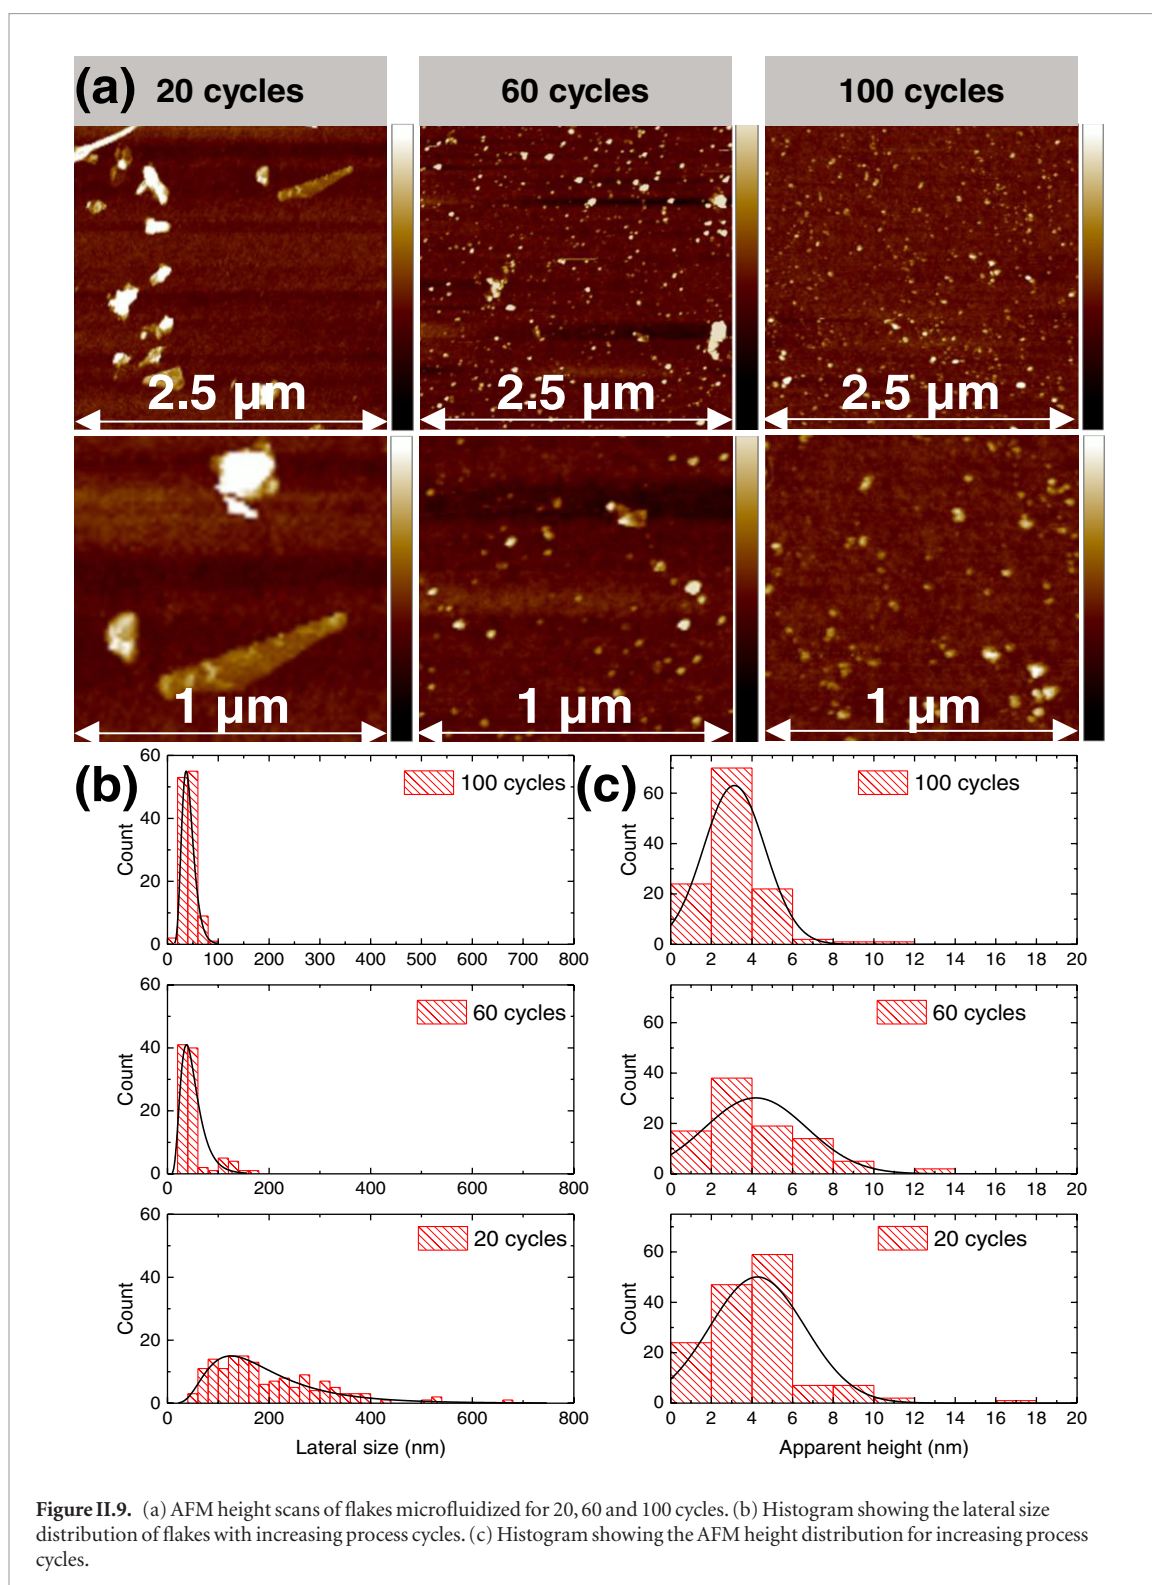 (a) 20 cycles 60 cycles 100 cycles
2.5 µm 2.5 µm 2.5 µm
1 µm 1 µm 1 µm
(b)
60
40
20
0
Count
100 cycles
0 100 200 300 350 400 500 600 700 800
(c)
60
40
20
0
Count
100 cycles
0 2 4 6 8 10 12 14 16 18 20
60
40
20
0
Count
60 cycles
0 200 400 600 800
60
40
20
0
Count
60 cycles
0 2 4 6 8 10 12 14 16 18 20
60
40
20
0
Count
20 cycles
0 200 400 600 800
Lateral size (nm)
60
40
20
0
Count
20 cycles
0 2 4 6 8 10 12 14 16 18 20
Apparent height (nm)
Figure II.9. (a) AFM height scans of flakes microfluidized for 20, 60 and 100 cycles. (b) Histogram showing the lateral size
distribution of flakes with increasing process cycles. (c) Histogram showing the AFM height distribution for increasing process
cycles.